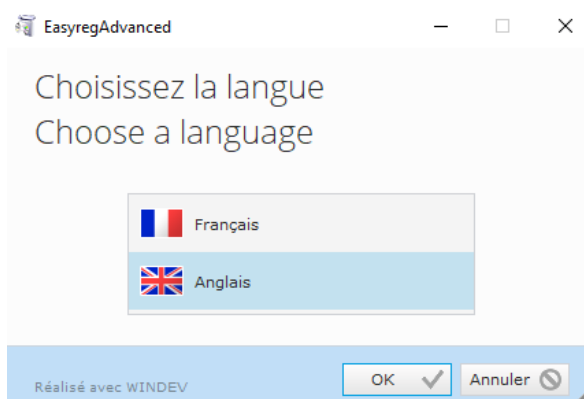 EasyregAdvanced
Choisissez la langue
Choose a language
Français
Anglais
Réalisé avec WINDEV
OK
Annuler